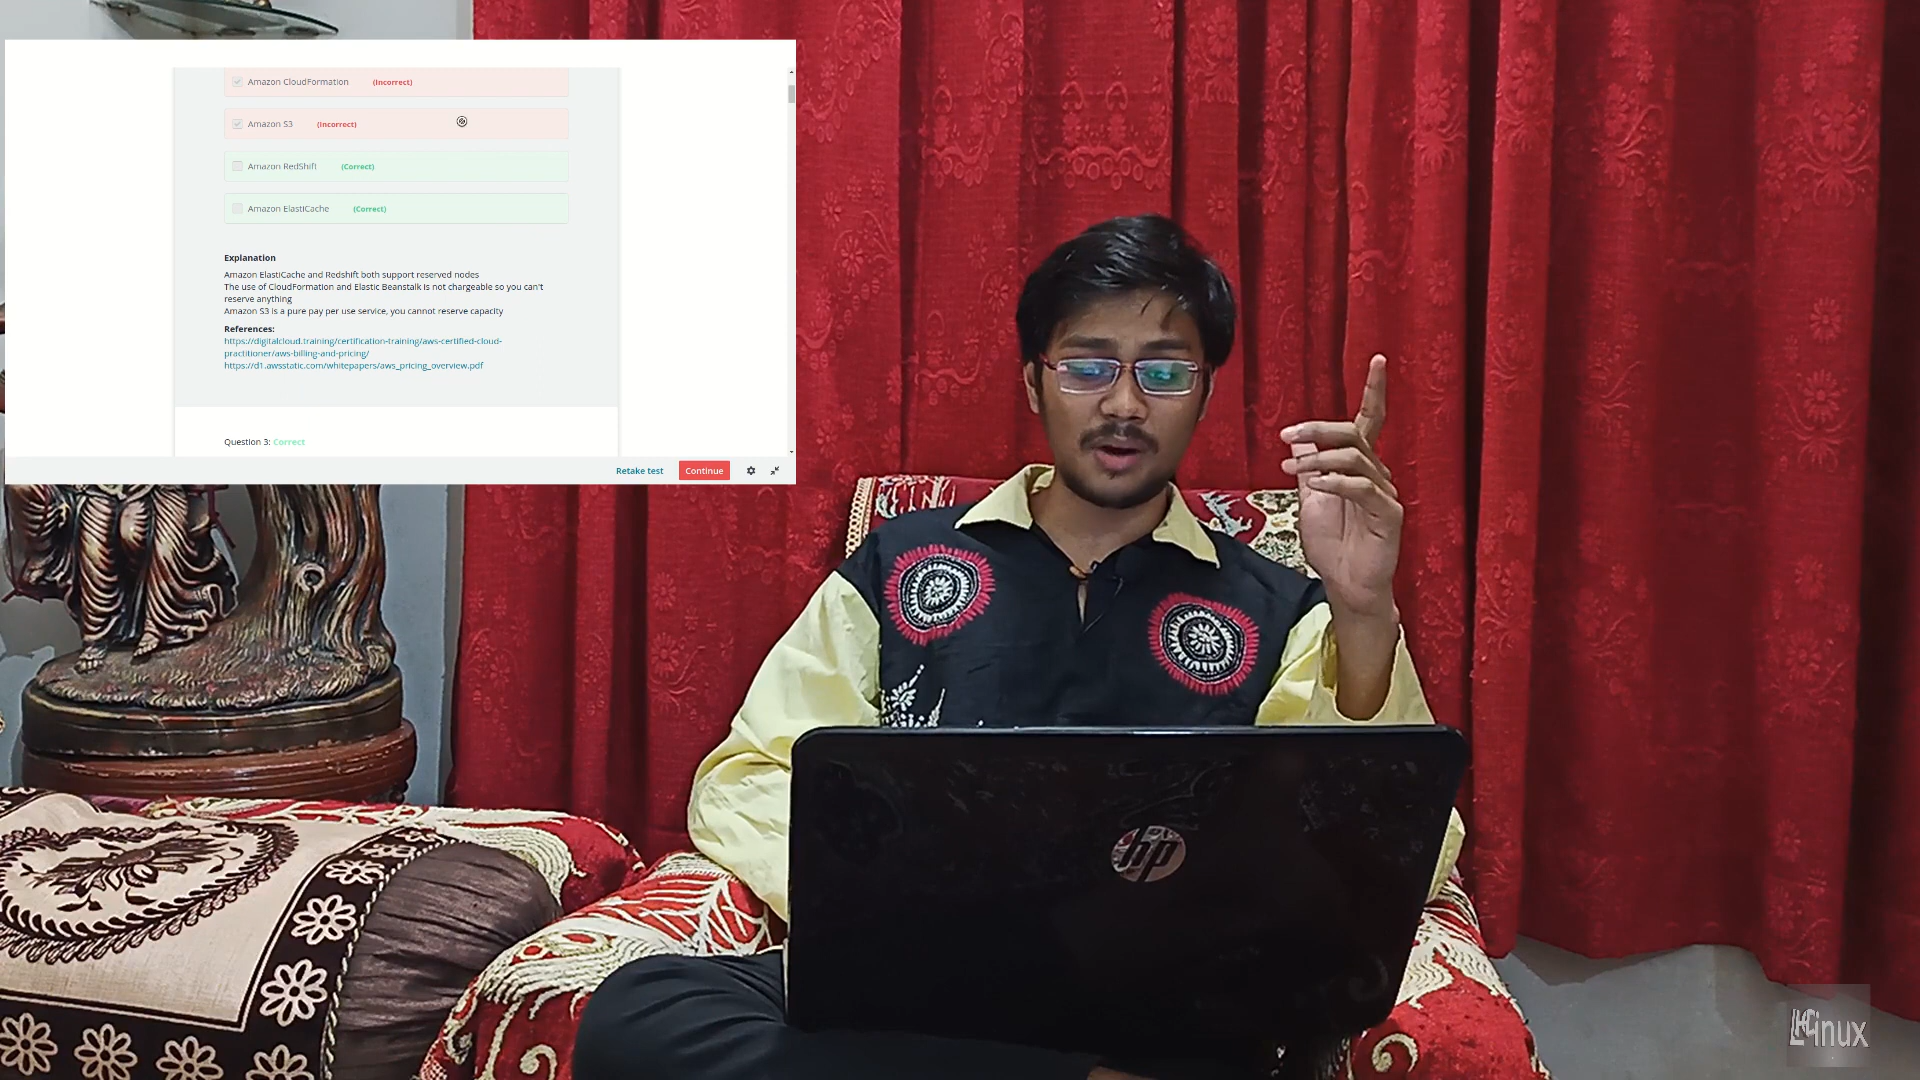 Amazon CloudFormation (Incorrect)
Amazon S3 (Incorrect)
Amazon RedShift (Correct)
Amazon ElastiCache (Correct)
Explanation
Amazon ElastiCache and Redshift both support reserved nodes
The use of CloudFormation and Elastic Beanstalk is not chargeable so you can't
reserve anything
Amazon S3 is a pure pay per use service, you cannot reserve capacity
References:
https://digitalcloud.training/certification-training/aws-certified-cloud-
practitioner/aws-billing-and-pricing/
https://d1.awsstatic.com/whitepapers/aws_pricing_overview.pdf
Question 3: Correct
Retake test Continue
hp